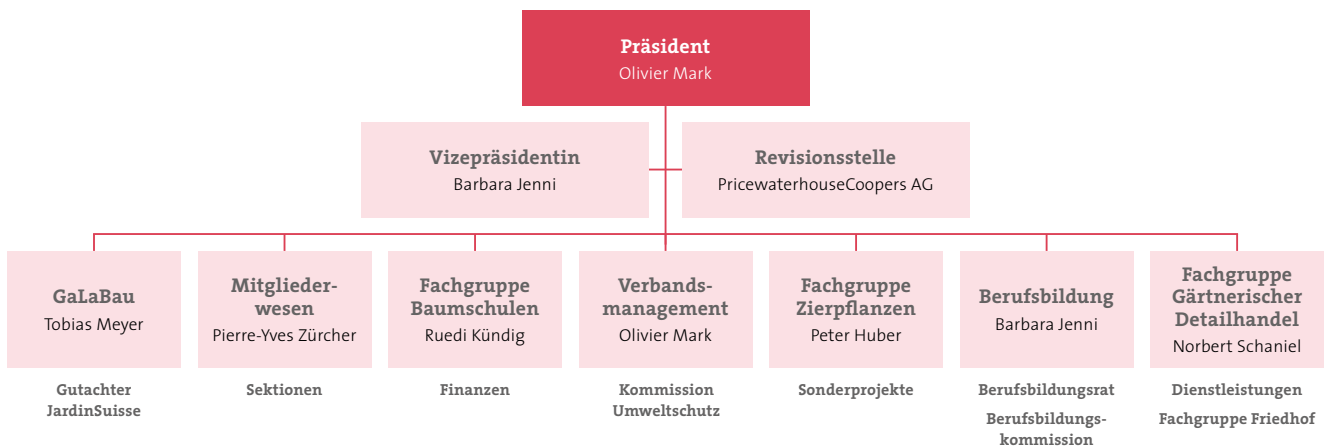 Präsident
Olivier Mark
Vizepräsidentin
Barbara Jenni
Revisionsstelle
PricewaterhouseCoopers AG
GaLaBau
Tobias Meyer
Gutachter
JardinSuisse
Mitglieder-
wesen
Pierre-Yves Zürcher
Sektionen
Fachgruppe
Baumschulen
Ruedi Kündig
Finanzen
Verbands-
management
Olivier Mark
Kommission
Umweltschutz
Fachgruppe
Zierpflanzen
Peter Huber
Sonderprojekte
Berufsbildung
Barbara Jenni
Berufsbildungsrat
Berufsbildungs-
kommission
Fachgruppe
Gärtnerischer
Detailhandel
Norbert Schaniel
Dienstleistungen
Fachgruppe Friedhof